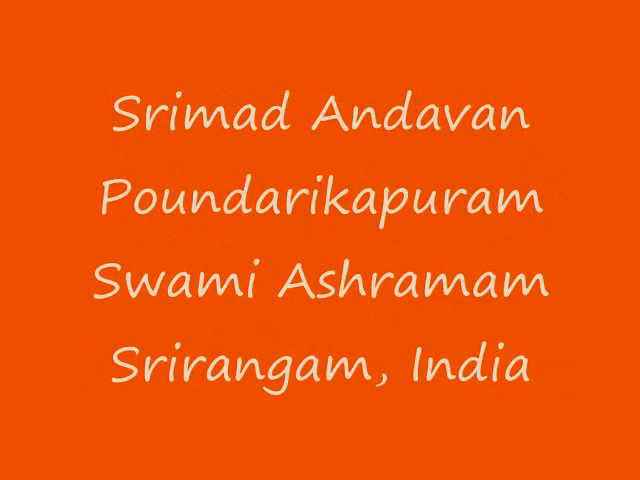 Srimad Andavan
Poundarikapuram
Swami Ashramam
Srirangam, India